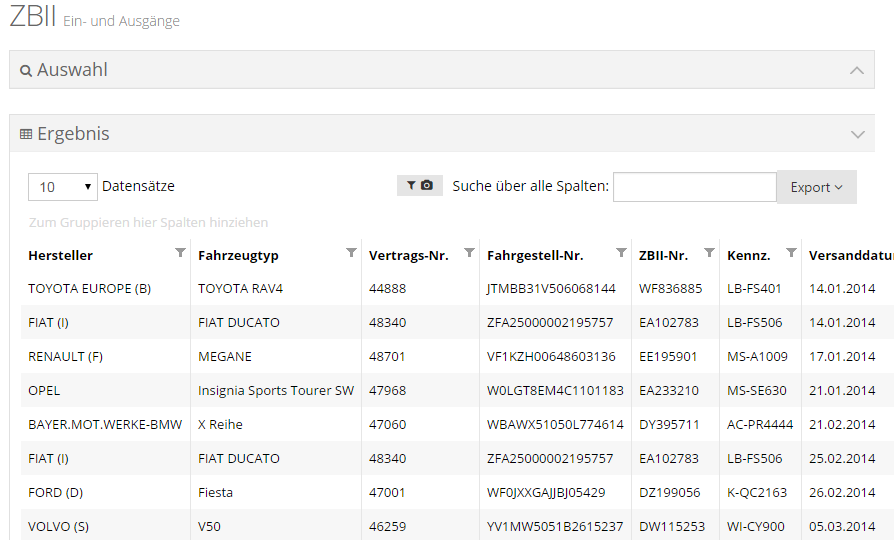 ZBII Ein- und Ausgänge
Auswahl
Ergebnis
10 Datensätze Suche über alle Spalten: Export
Zum Gruppieren hier Spalten hinziehen
Hersteller Fahrzeugtyp Vertrags-Nr. Fahrgestell-Nr. ZBII-Nr. Kennz. Versanddatu
TOYOTA EUROPE (B) TOYOTA RAV4 44888 JTMBB31V506068144 WF836885 LB-FS401 14.01.2014
FIAT (I) FIAT DUCATO 48340 ZFA25000002195757 EA102783 LB-FS506 14.01.2014
RENAULT (F) MEGANE 48701 VF1KZH00648603136 EE195901 MS-A1009 17.01.2014
OPEL Insignia Sports Tourer SW 47968 W0LGT8EM4C1101183 EA233210 MS-SE630 21.01.2014
BAYER.MOT.WERKE-BMW X Reihe 47060 WBAWX51050L774614 DY395711 AC-PR4444 21.02.2014
FIAT (I) FIAT DUCATO 48340 ZFA25000002195757 EA102783 LB-FS506 25.02.2014
FORD (D) Fiesta 47001 WF0JXXGAJJBJ05429 DZ199056 K-QC2163 26.02.2014
VOLVO (S) V50 46259 YV1MW5051B2615237 DW115253 WI-CY900 05.03.2014